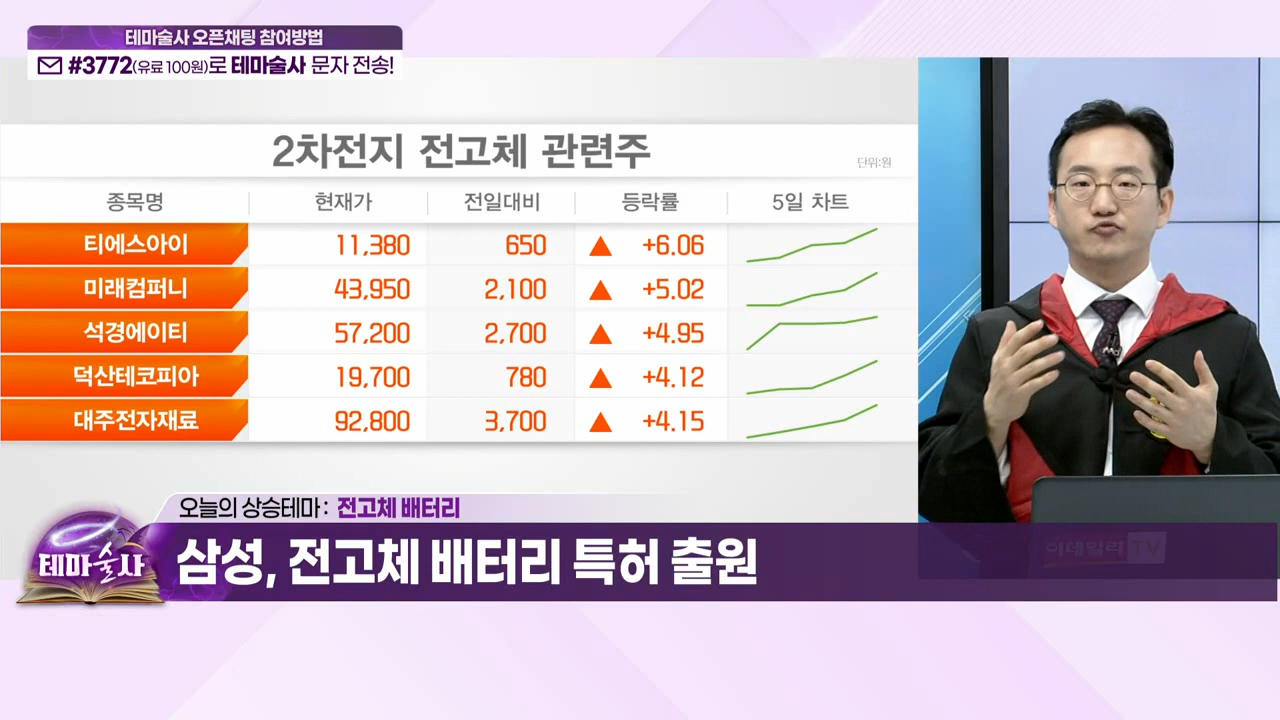 테마술사 오픈채팅 참여방법
#3772(유료 100원)로 테마술사 문자 전송!
2차전지 전고체 관련주
단위:원
종목명 현재가 전일대비 등락률 5일 차트
티에스아이 11,380 650 ▲ +6.06
미래컴퍼니 43,950 2,100 ▲ +5.02
석경에이티 57,200 2,700 ▲ +4.95
덕산테코피아 19,700 780 ▲ +4.12
대주전자재료 92,800 3,700 ▲ +4.15
오늘의 상승테마 : 전고체 배터리
테마술사
삼성, 전고체 배터리 특허 출원
이데일리TV